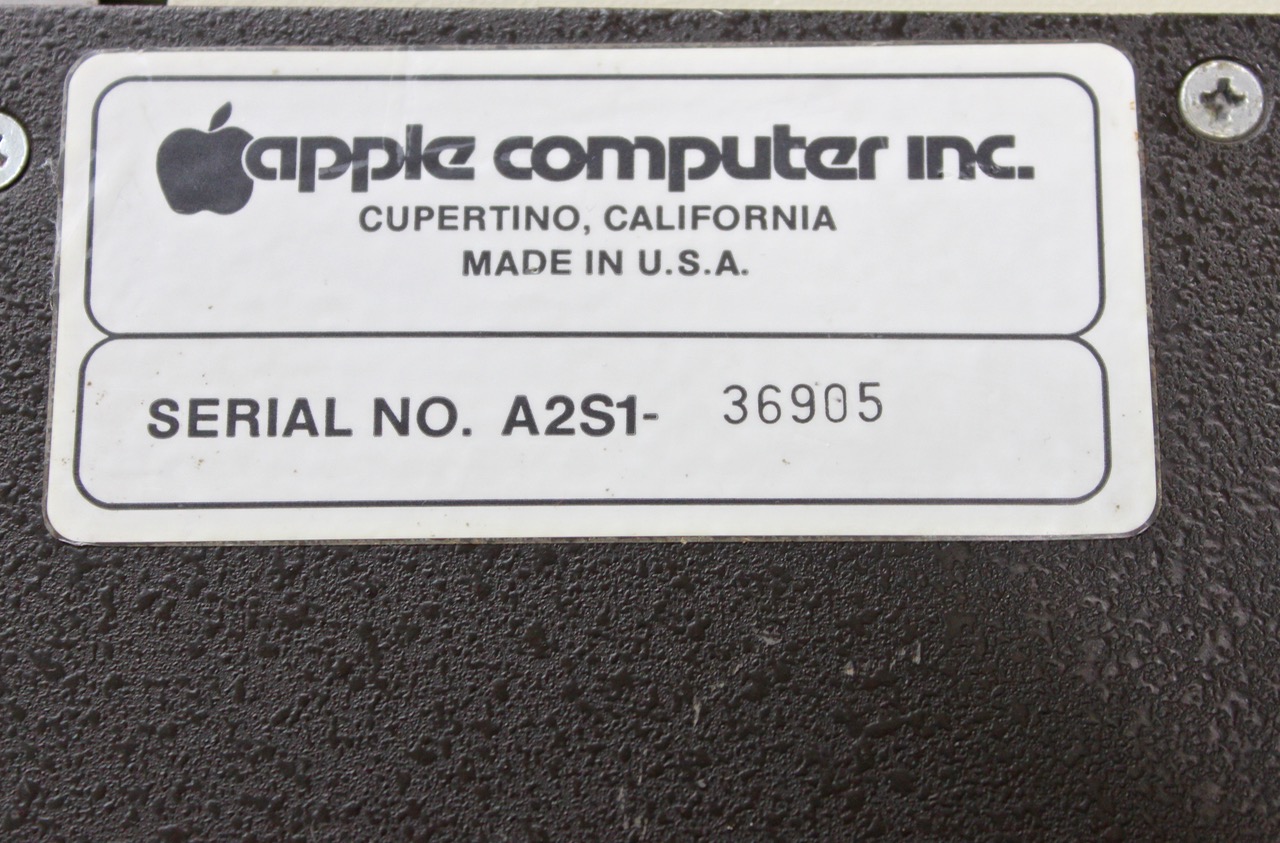 apple computer inc.
CUPERTINO, CALIFORNIA
MADE IN U.S.A.
SERIAL NO. A2S1- 36905